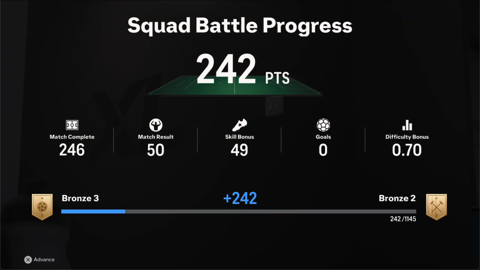 Squad Battle Progress
242 PTS
Match Complete
246
Match Result
50
Skill Bonus
49
Goals
0
Difficulty Bonus
0.70
Bronze 3
+242
Bronze 2
242 /1145
Advance